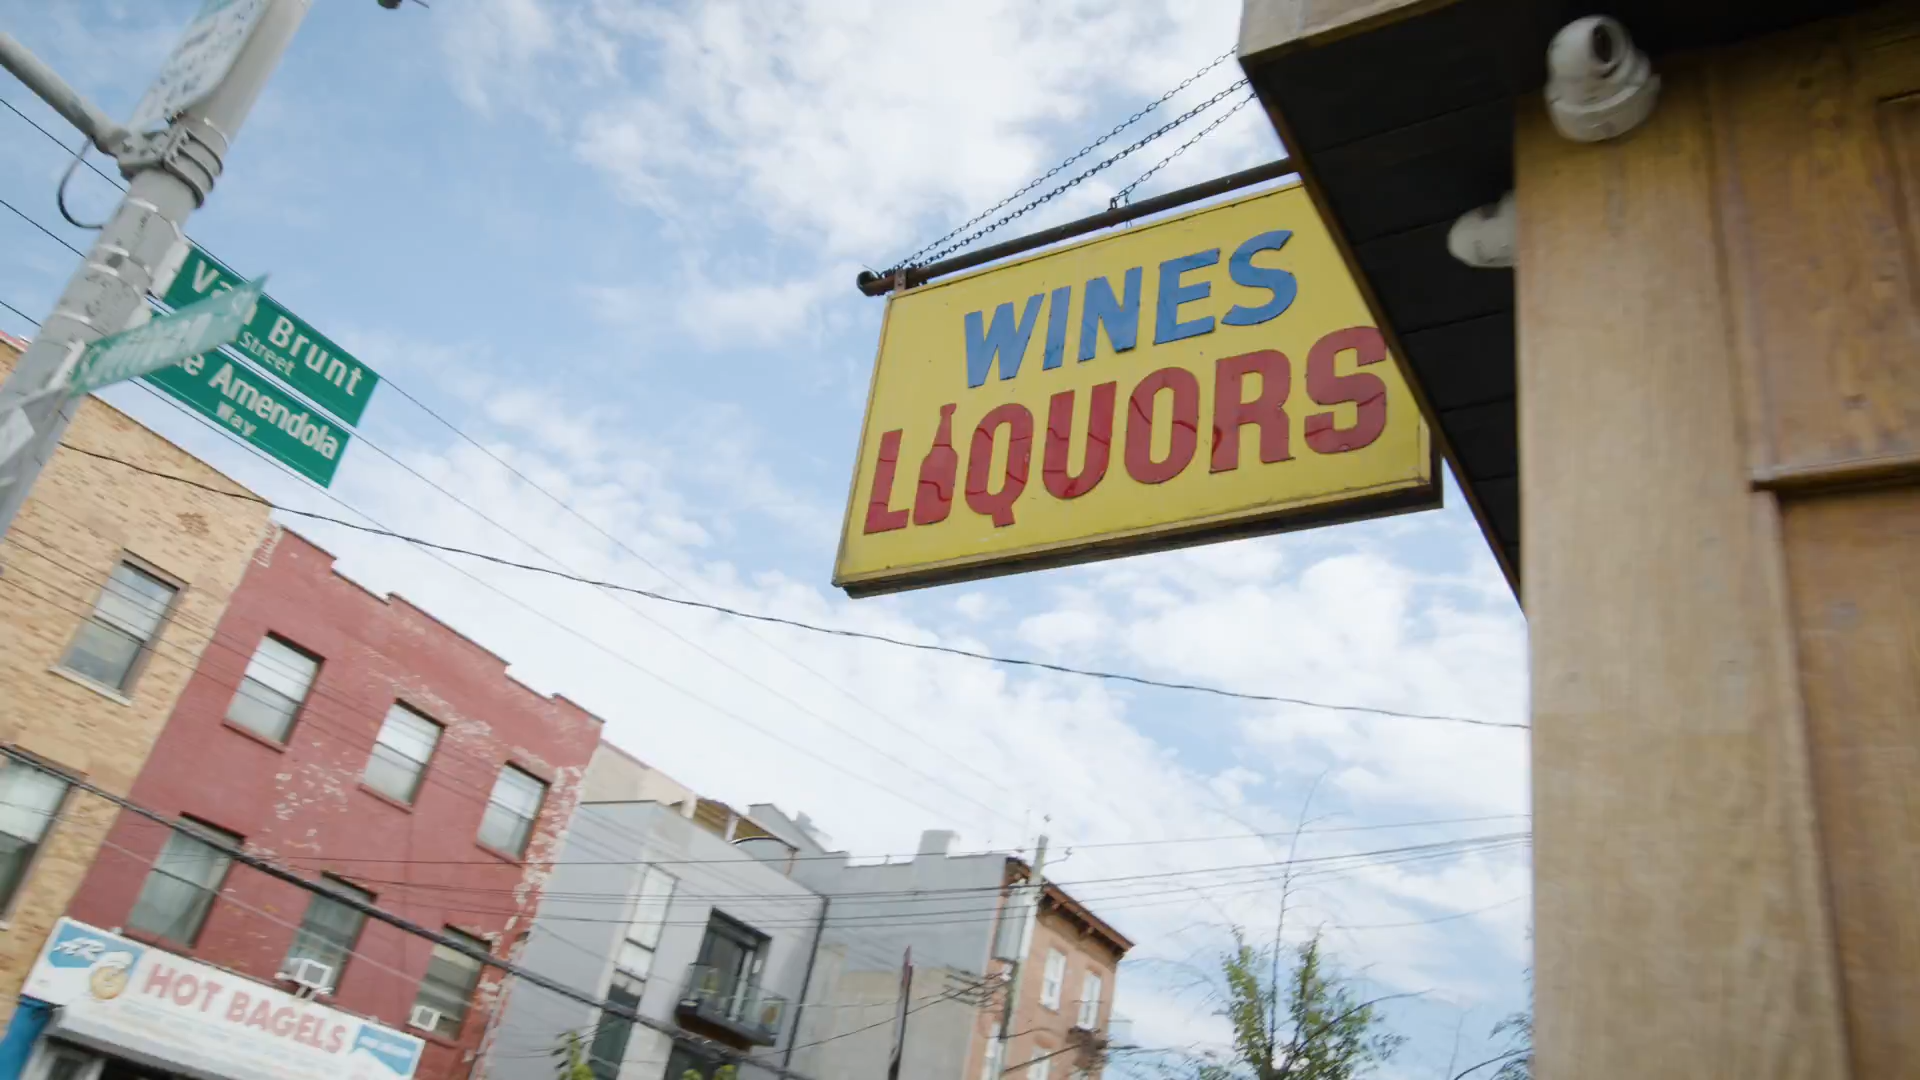 Van Brunt
Street
Amendola
Way
WINES
LIQUORS
HOT BAGELS